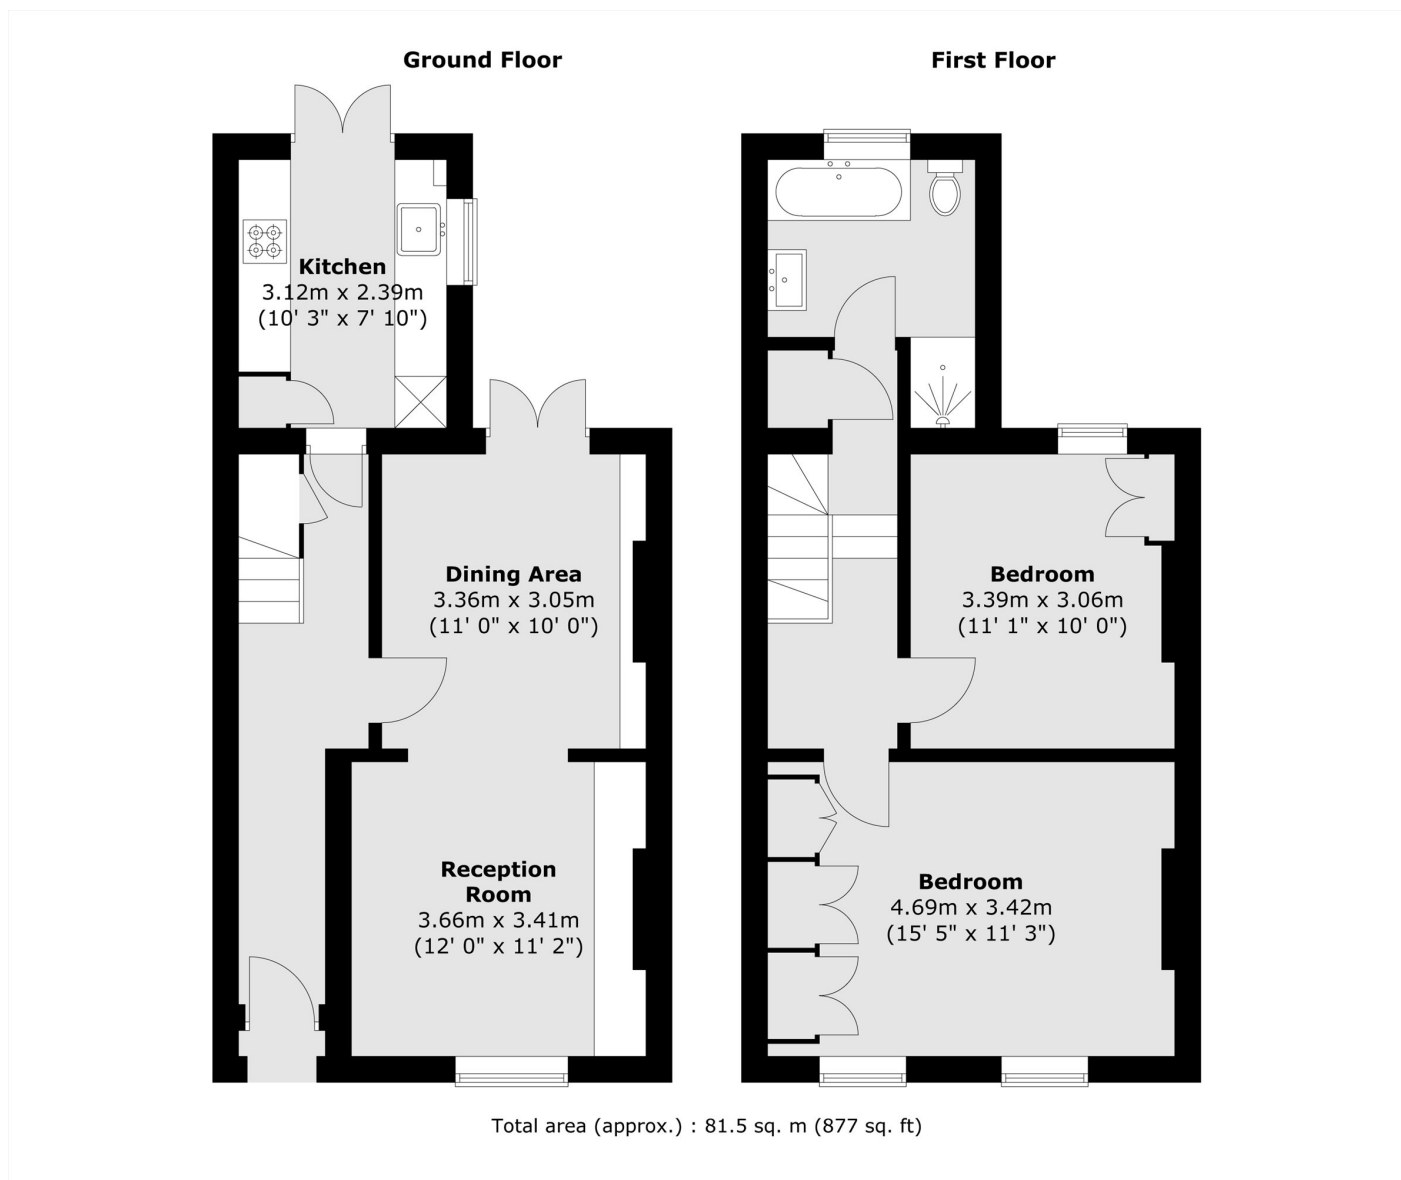 Ground Floor
First Floor
Kitchen
3.12m x 2.39m
(10' 3" x 7' 10")
Dining Area
3.36m x 3.05m
(11' 0" x 10' 0")
Reception
Room
3.66m x 3.41m
(12' 0" x 11' 2")
Bedroom
3.39m x 3.06m
(11' 1" x 10' 0")
Bedroom
4.69m x 3.42m
(15' 5" x 11' 3")
Total area (approx.) : 81.5 sq. m (877 sq. ft)